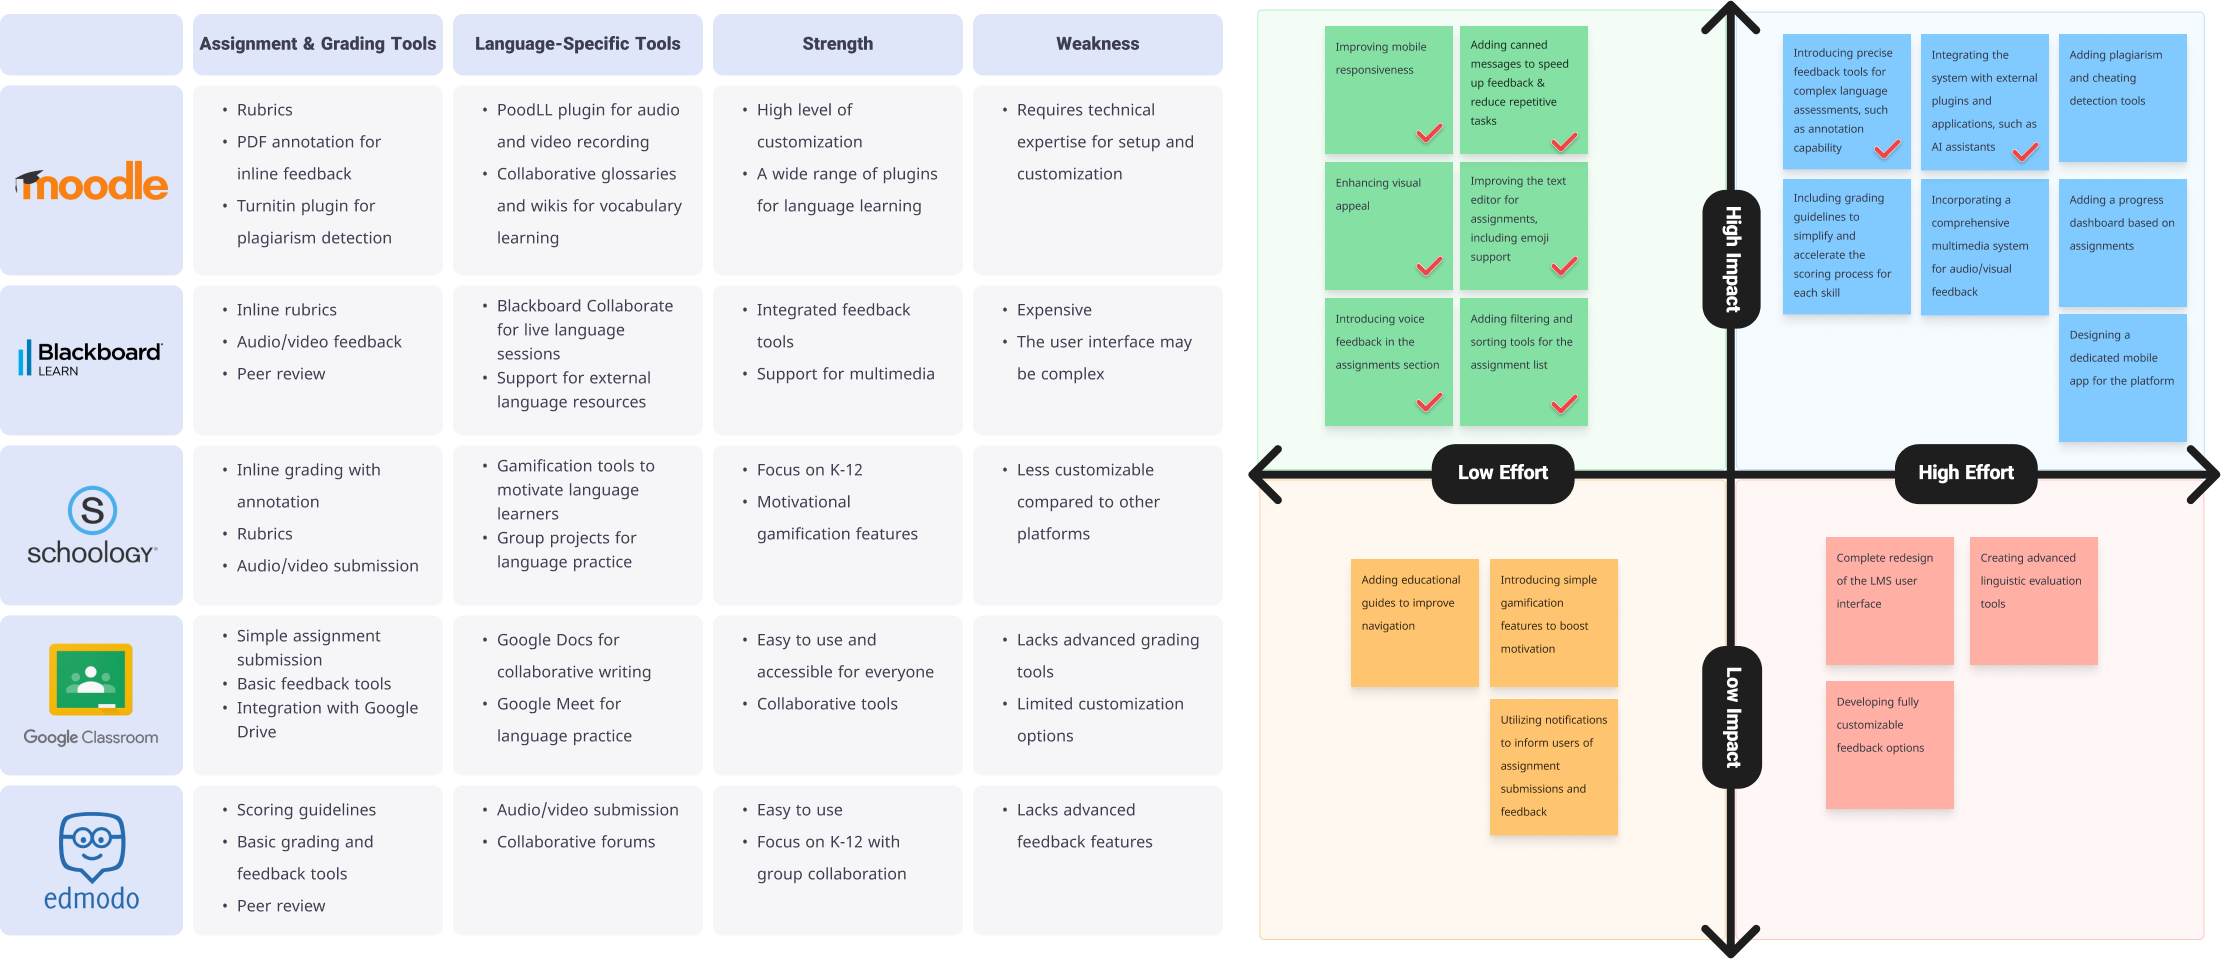 Assignment & Grading Tools
Language-Specific Tools
Strength
Weakness
moodle
• Rubrics
• PDF annotation for
inline feedback
• Turnitin plugin for
plagiarism detection
• PoodLL plugin for audio
and video recording
• Collaborative glossaries
and wikis for vocabulary
learning
• High level of
customization
• A wide range of plugins
for language learning
• Requires technical
expertise for setup and
customization
Blackboard
LEARN
• Inline rubrics
• Audio/video feedback
• Peer review
• Blackboard Collaborate
for live language
sessions
• Support for external
language resources
• Integrated feedback
tools
• Support for multimedia
• Expensive
• The user interface may
be complex
S
schoology
• Inline grading with
annotation
• Rubrics
• Audio/video submission
• Gamification tools to
motivate language
learners
• Group projects for
language practice
• Focus on K-12
• Motivational
gamification features
• Less customizable
compared to other
platforms
Google Classroom
• Simple assignment
submission
• Basic feedback tools
• Integration with Google
Drive
• Google Docs for
collaborative writing
• Google Meet for
language practice
• Easy to use and
accessible for everyone
• Collaborative tools
• Lacks advanced grading
tools
• Limited customization
options
edmodo
• Scoring guidelines
• Basic grading and
feedback tools
• Peer review
• Audio/video submission
• Collaborative forums
• Easy to use
• Focus on K-12 with
group collaboration
• Lacks advanced
feedback features
Improving mobile
responsiveness
Adding canned
messages to speed
up feedback &
reduce repetitive
tasks
Enhancing visual
appeal
Improving the text
editor for
assignments,
including emoji
support
Introducing voice
feedback in the
assignments section
Adding filtering and
sorting tools for the
assignment list
High Impact
Introducing precise
feedback tools for
complex language
assessments, such
as annotation
capability
Integrating the
system with external
plugins and
applications, such as
AI assistants
Adding plagiarism
and cheating
detection tools
Including grading
guidelines to
simplify and
accelerate the
scoring process for
each skill
Incorporating a
comprehensive
multimedia system
for audio/visual
feedback
Adding a progress
dashboard based on
assignments
Designing a
dedicated mobile
app for the platform
Low Effort
High Effort
Adding educational
guides to improve
navigation
Introducing simple
gamification
features to boost
motivation
Utilizing notifications
to inform users of
assignment
submissions and
feedback
Low Impact
Complete redesign
of the LMS user
interface
Creating advanced
linguistic evaluation
tools
Developing fully
customizable
feedback options